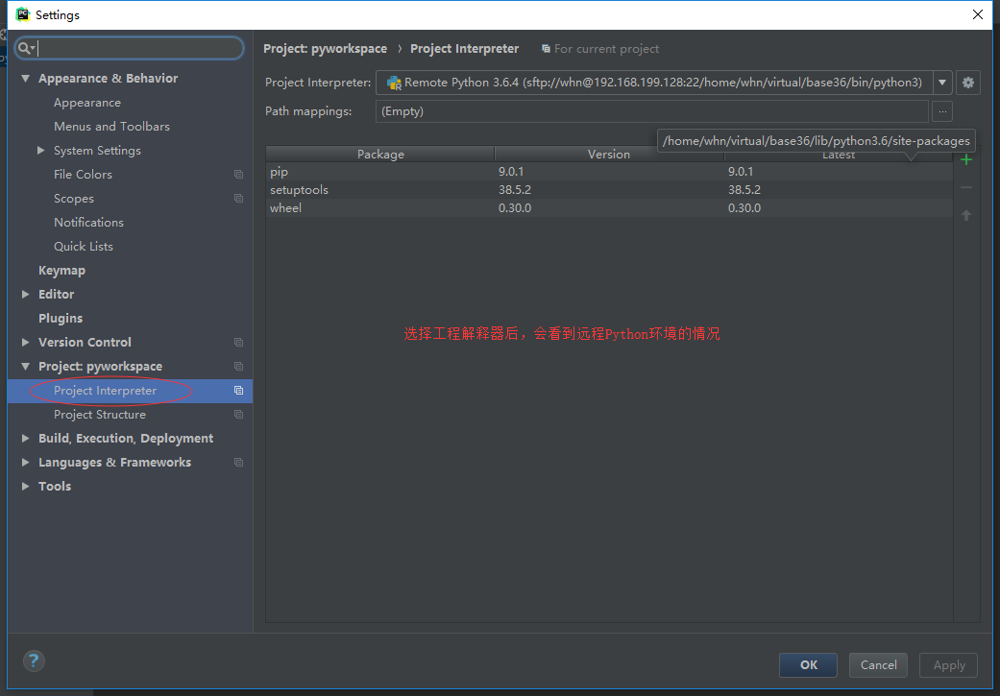 Settings
Project: pyworkspace › Project Interpreter For current project
Appearance & Behavior
Appearance
Menus and Toolbars
System Settings
File Colors
Scopes
Notifications
Quick Lists
Keymap
Editor
Plugins
Version Control
Project: pyworkspace
Project Interpreter
Project Structure
Build, Execution, Deployment
Languages & Frameworks
Tools
Project Interpreter: Remote Python 3.6.4 (sftp://whn@192.168.199.128:22/home/whn/virtual/base36/bin/python3)
Path mappings: (Empty) ...
/home/whn/virtual/base36/lib/python3.6/site-packages
Package Version Latest
pip 9.0.1 9.0.1
setuptools 38.5.2 38.5.2
wheel 0.30.0 0.30.0
选择工程解释器后，会看到远程Python环境的情况
? OK Cancel Apply